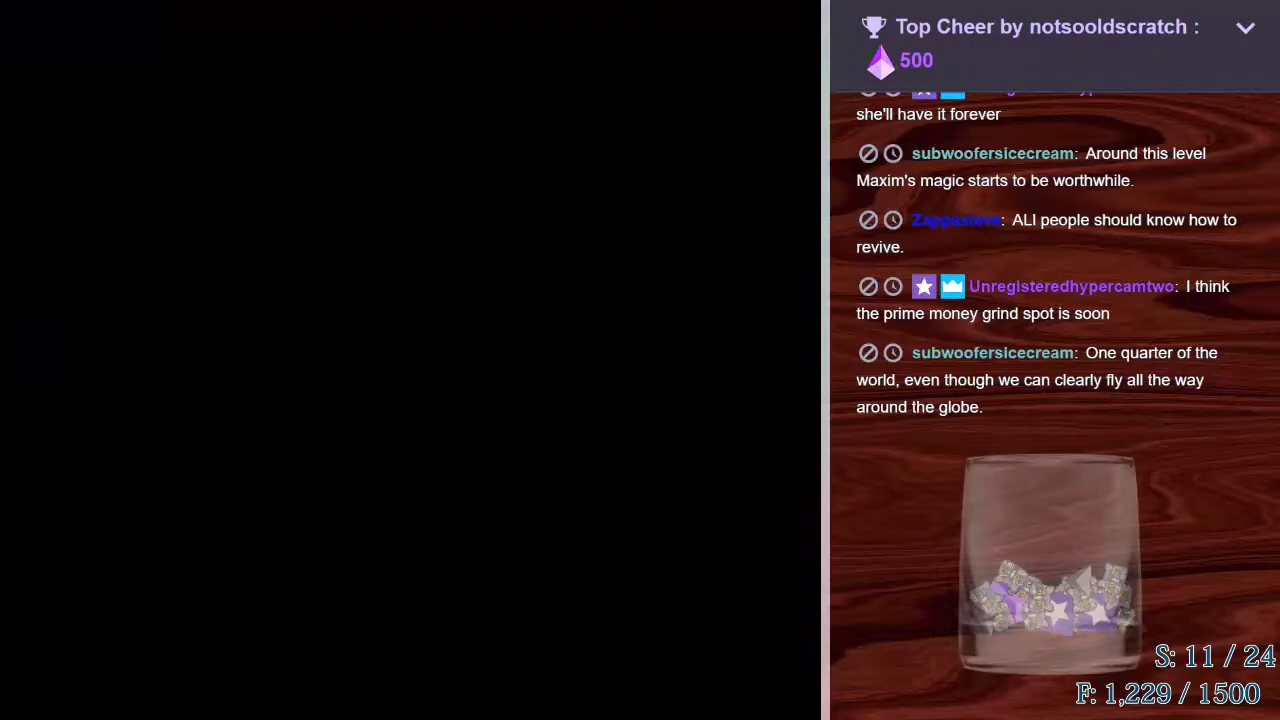 Top Cheer by notsooldscratch :
500
she'll have it forever
subwoofersicecream: Around this level
Maxim's magic starts to be worthwhile.
Zappaslave: ALl people should know how to
revive.
Unregisteredhypercamtwo: I think
the prime money grind spot is soon
subwoofersicecream: One quarter of the
world, even though we can clearly fly all the way
around the globe.
S: 11 / 24
F: 1,229 / 1500